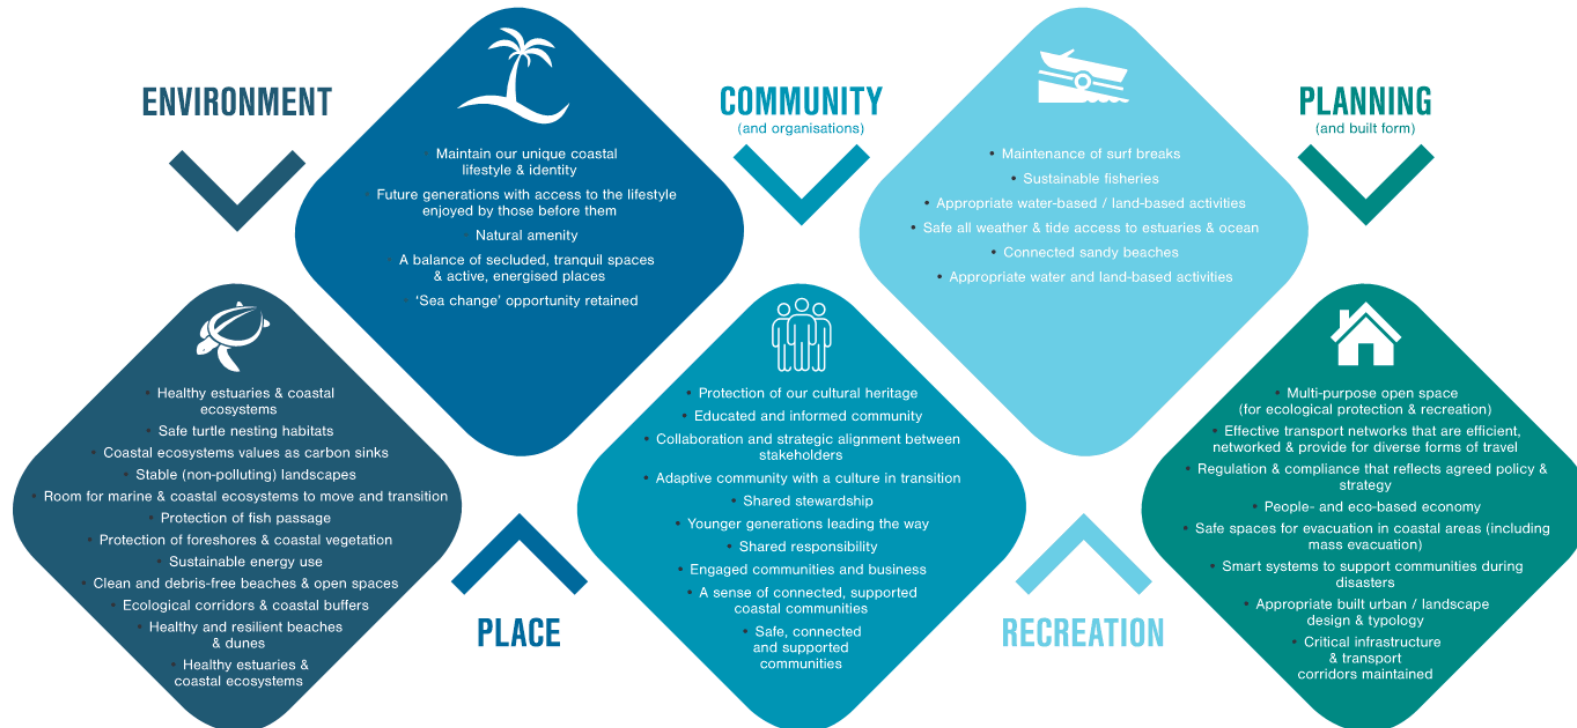 ENVIRONMENT
• Healthy estuaries & coastal
ecosystems
• Safe turtle nesting habitats
• Coastal ecosystems values as carbon sinks
• Stable (non-polluting) landscapes
• Room for marine & coastal ecosystems to move and transition
• Protection of fish passage
• Protection of foreshores & coastal vegetation
• Sustainable energy use
• Clean and debris-free beaches & open spaces
• Ecological corridors & coastal buffers
• Healthy and resilient beaches
& dunes
• Healthy estuaries &
coastal ecosystems
• Maintain our unique coastal
lifestyle & identity
• Future generations with access to the lifestyle
enjoyed by those before them
• Natural amenity
• A balance of secluded, tranquil spaces
& active, energised places
• ‘Sea change’ opportunity retained
PLACE
COMMUNITY
(and organisations)
• Protection of our cultural heritage
• Educated and informed community
• Collaboration and strategic alignment between
stakeholders
• Adaptive community with a culture in transition
• Shared stewardship
• Younger generations leading the way
• Shared responsibility
• Engaged communities and business
• A sense of connected, supported
coastal communities
• Safe, connected
and supported
communities
• Maintenance of surf breaks
• Sustainable fisheries
• Appropriate water-based / land-based activities
• Safe all weather & tide access to estuaries & ocean
• Connected sandy beaches
• Appropriate water and land-based activities
RECREATION
PLANNING
(and built form)
• Multi-purpose open space
(for ecological protection & recreation)
• Effective transport networks that are efficient,
networked & provide for diverse forms of travel
• Regulation & compliance that reflects agreed policy &
strategy
• People- and eco-based economy
• Safe spaces for evacuation in coastal areas (including
mass evacuation)
• Smart systems to support communities during
disasters
• Appropriate built urban / landscape
design & typology
• Critical infrastructure
& transport
corridors maintained